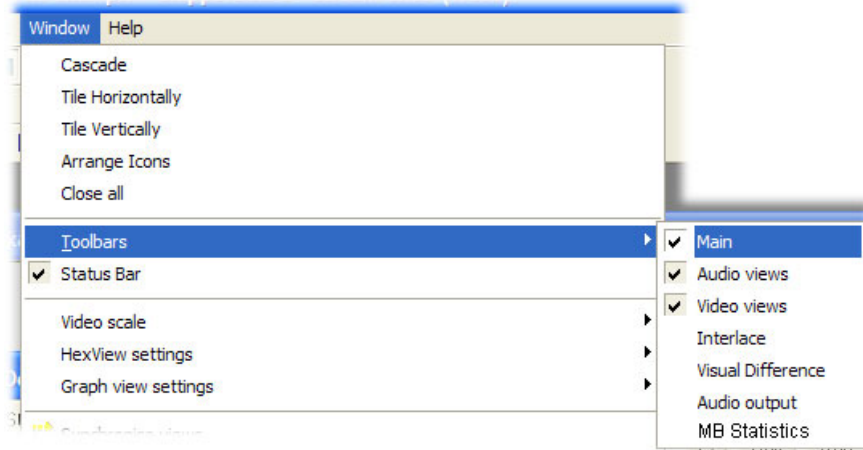 Window Help
Cascade
Tile Horizontally
Tile Vertically
Arrange Icons
Close all
Toolbars
Status Bar
Video scale
HexView settings
Graph view settings
Main
Audio views
Video views
Interlace
Visual Difference
Audio output
MB Statistics